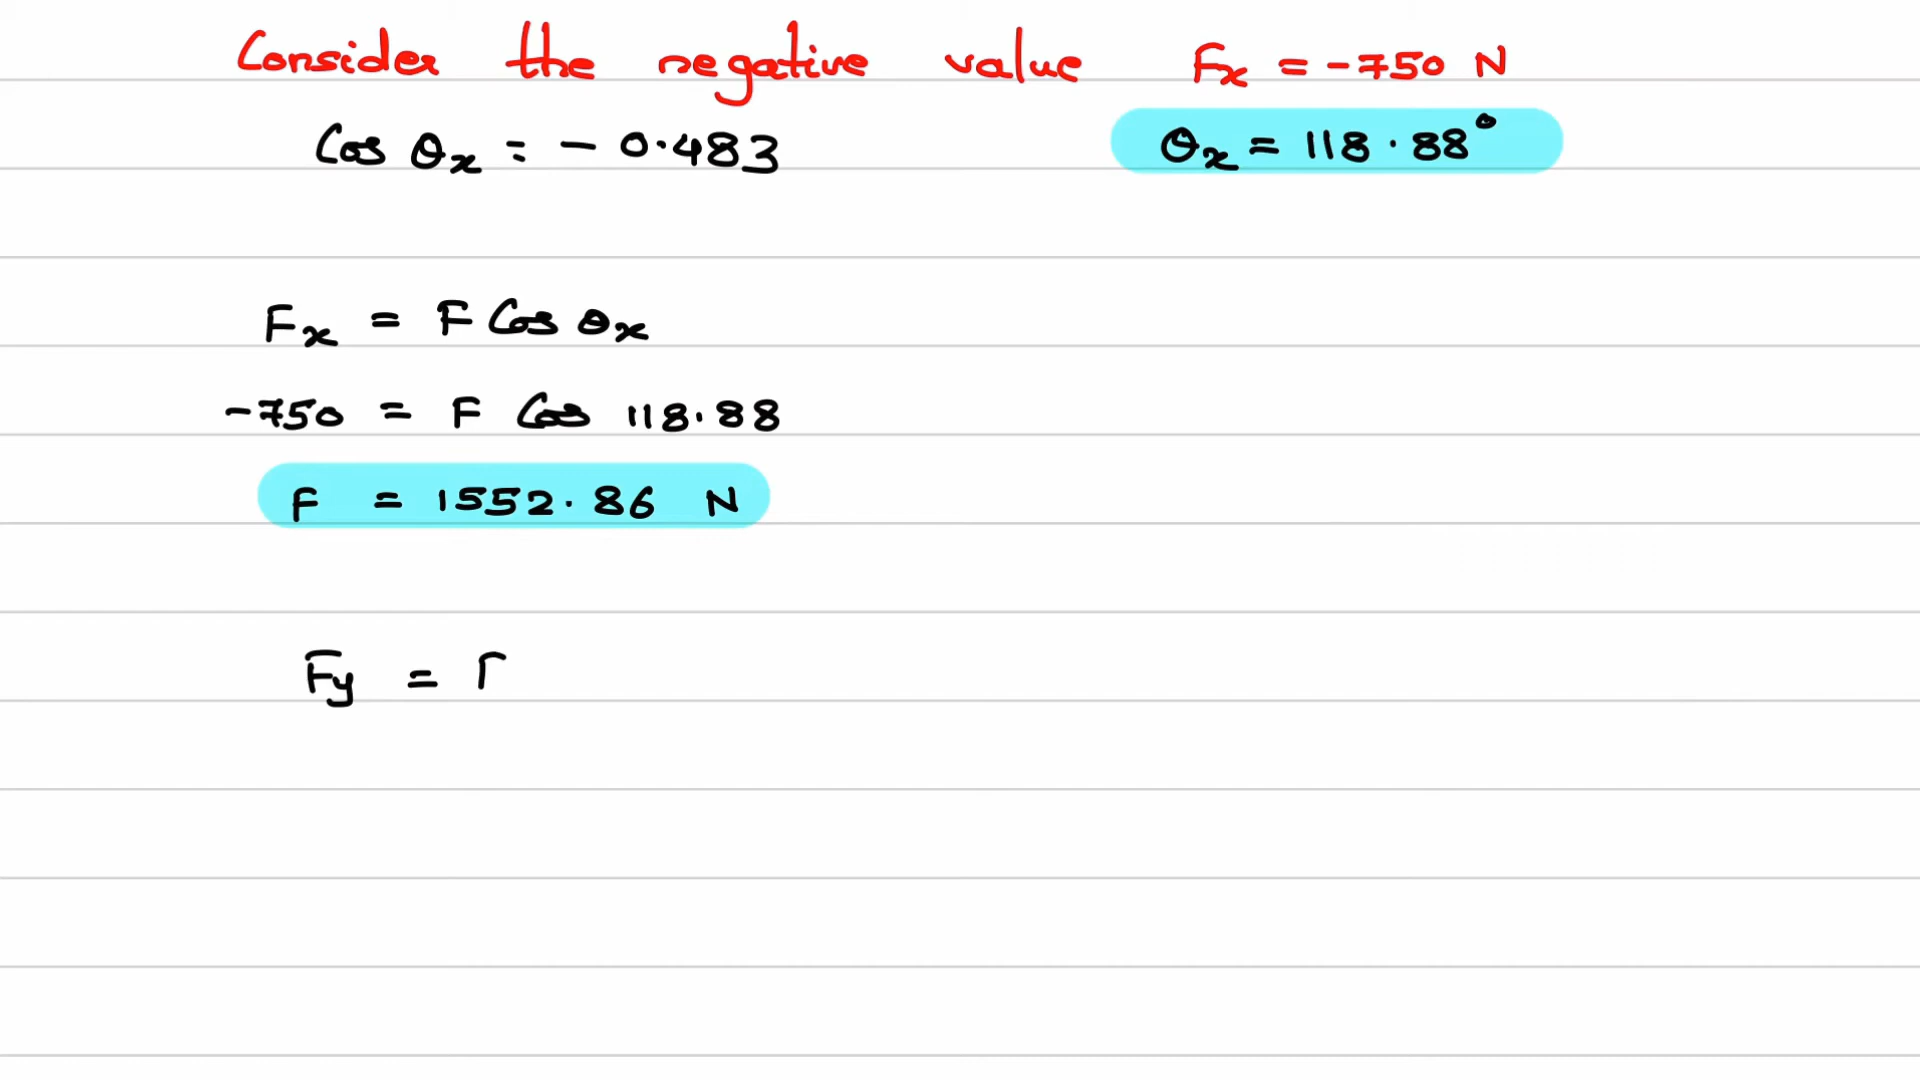 Consider the negative value Fx = -750 N
Cos θx = - 0.483 θx = 118.88°
Fx = F Cos θx
-750 = F Cos 118.88
F = 1552.86 N
Fy =